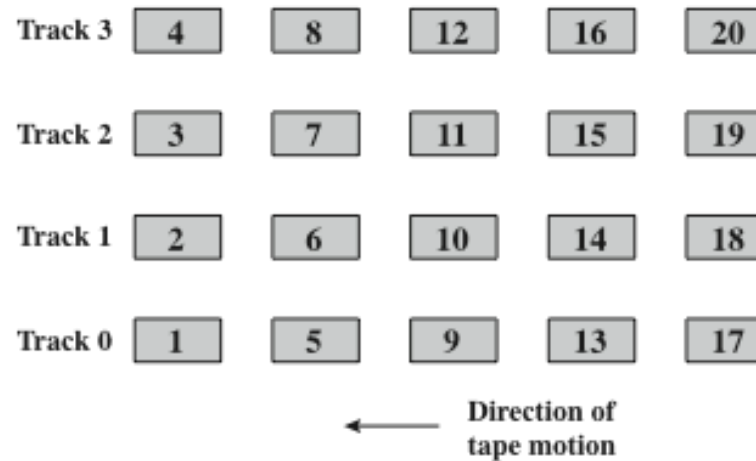 Track 3 4 8 12 16 20
Track 2 3 7 11 15 19
Track 1 2 6 10 14 18
Track 0 1 5 9 13 17
Direction of
tape motion